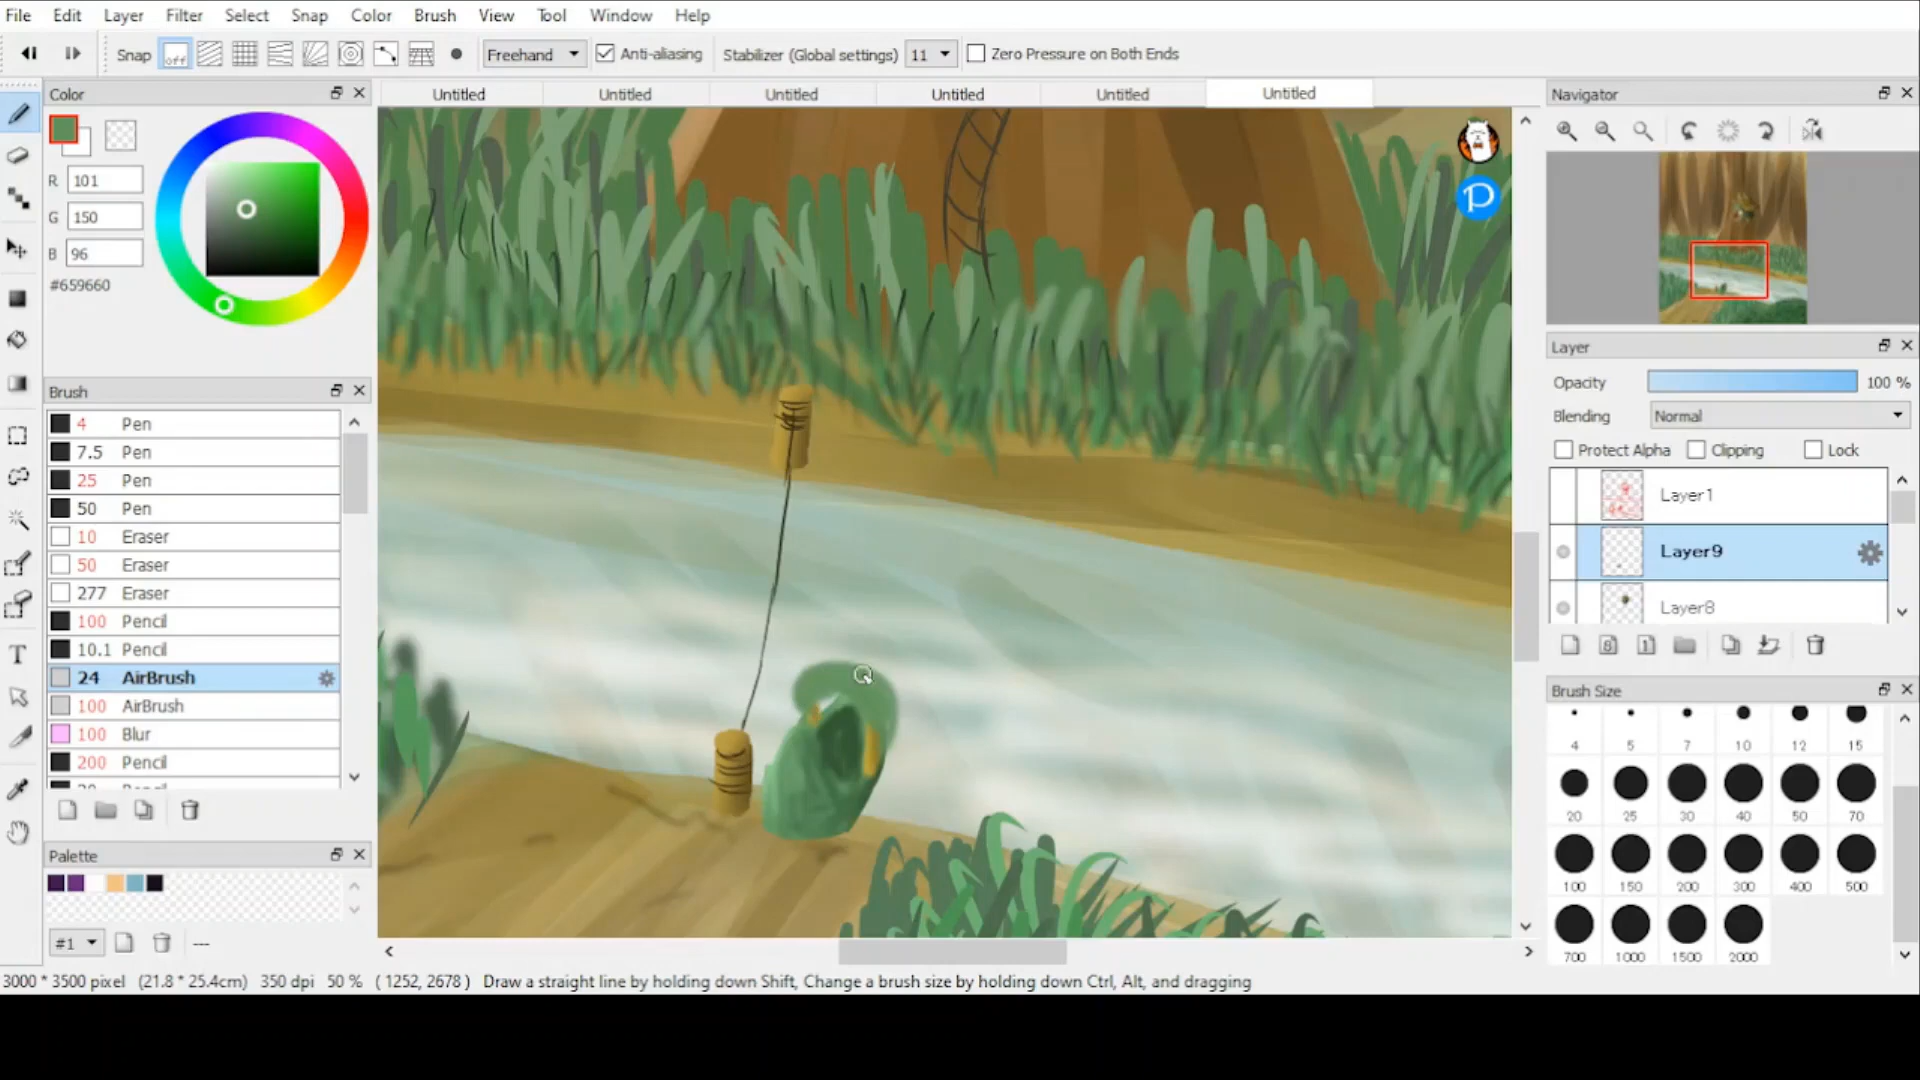 File Edit Layer Filter Select Snap Color Brush View Tool Window Help
Snap off Freehand Anti-aliasing Stabilizer (Global settings) 11 Zero Pressure on Both Ends
Color
R 101
G 150
B 96
#659660
Brush
4 Pen
7.5 Pen
25 Pen
50 Pen
10 Eraser
50 Eraser
277 Eraser
100 Pencil
10.1 Pencil
24 AirBrush
100 AirBrush
100 Blur
200 Pencil
Palette
#1 ---
Untitled Untitled Untitled Untitled Untitled Untitled
P
Navigator
Layer
Opacity 100 %
Blending Normal
Protect Alpha Clipping Lock
Layer1
Layer9
Layer8
8 1
Brush Size
4 5 7 10 12 15
20 25 30 40 50 70
100 150 200 300 400 500
700 1000 1500 2000
3000 * 3500 pixel (21.8 * 25.4cm) 350 dpi 50 % ( 1252, 2678 ) Draw a straight line by holding down Shift, Change a brush size by holding down Ctrl, Alt, and dragging